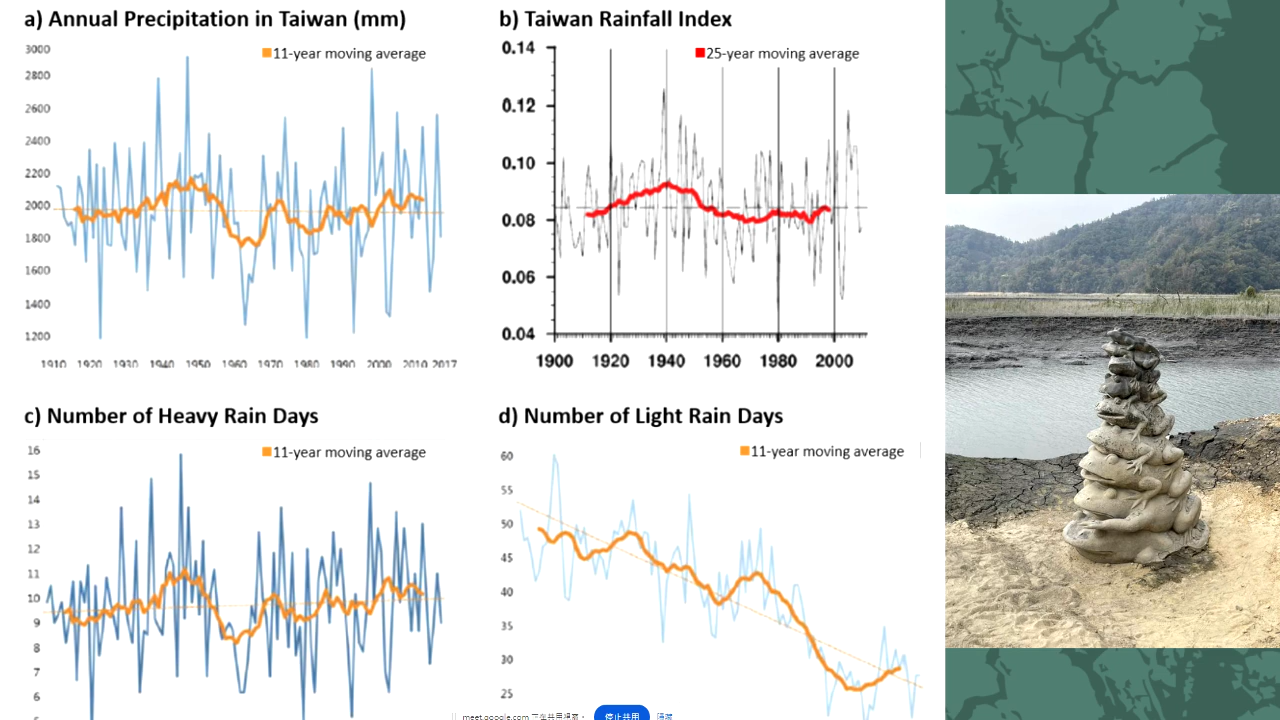 a) Annual Precipitation in Taiwan (mm)
11-year moving average
3000
2800
2600
2400
2200
2000
1800
1600
1400
1200
1910 1920 1930 1940 1950 1960 1970 1980 1990 2000 2010 2017
b) Taiwan Rainfall Index
25-year moving average
0.14
0.12
0.10
0.08
0.06
0.04
1900 1920 1940 1960 1980 2000
c) Number of Heavy Rain Days
11-year moving average
16
15
14
13
12
11
10
9
8
7
6
d) Number of Light Rain Days
11-year moving average
60
55
50
45
40
35
30
25
meet.google.com
停止共用